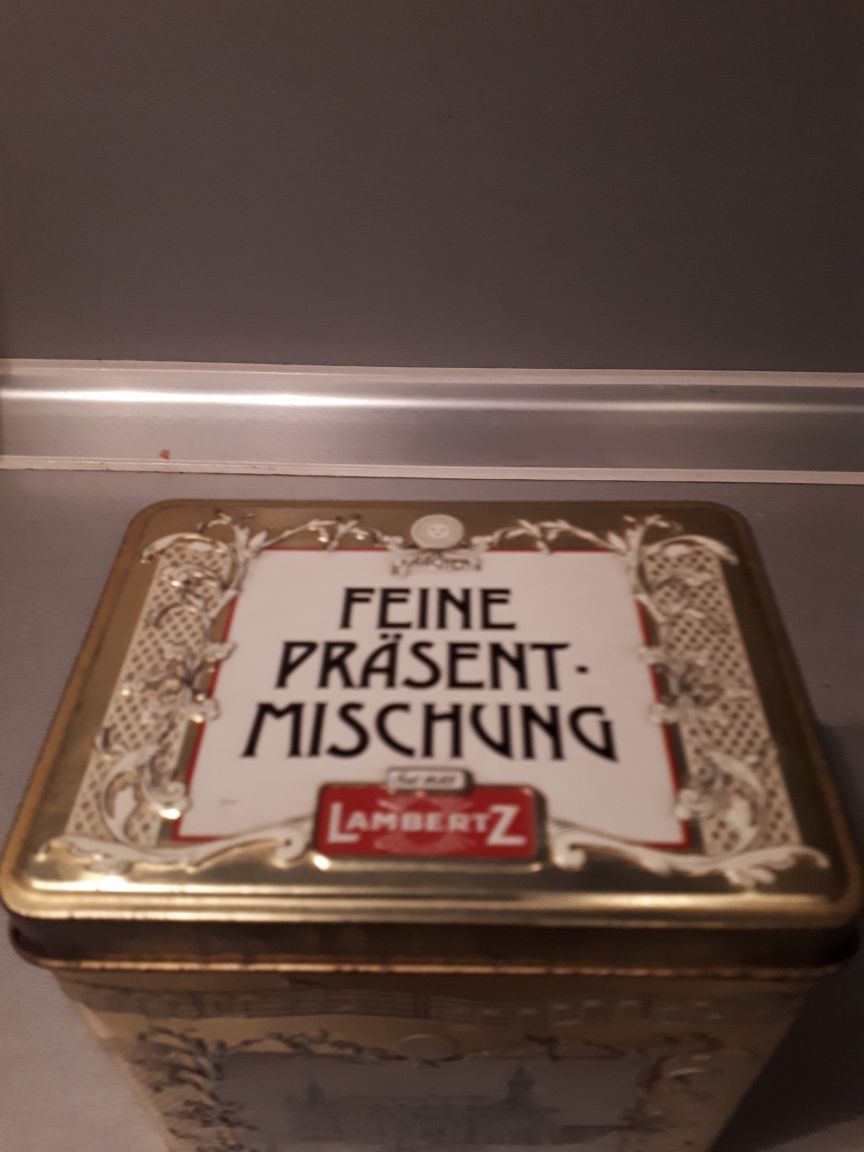 FEINE
PRÄSENT-
MISCHUNG
LAMBERTZ